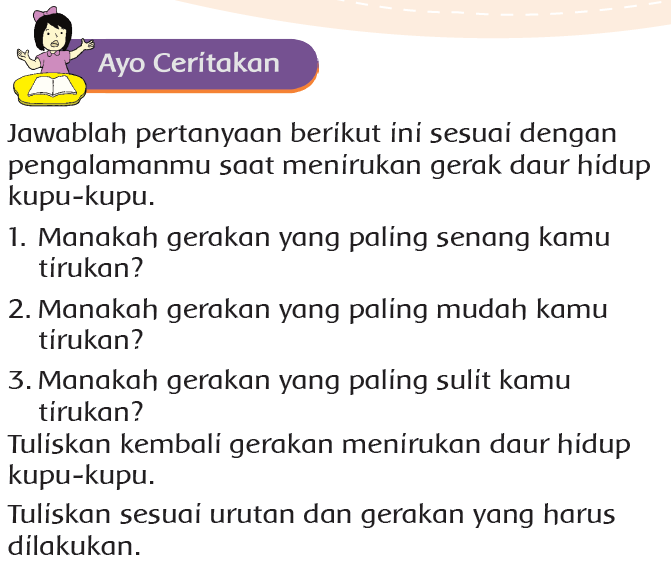 Ayo Ceritakan
Jawablah pertanyaan berikut ini sesuai dengan
pengalamanmu saat menirukan gerak daur hidup
kupu-kupu.
1. Manakah gerakan yang paling senang kamu
tirukan?
2. Manakah gerakan yang paling mudah kamu
tirukan?
3. Manakah gerakan yang paling sulit kamu
tirukan?
Tuliskan kembali gerakan menirukan daur hidup
kupu-kupu.
Tuliskan sesuai urutan dan gerakan yang harus
dilakukan.